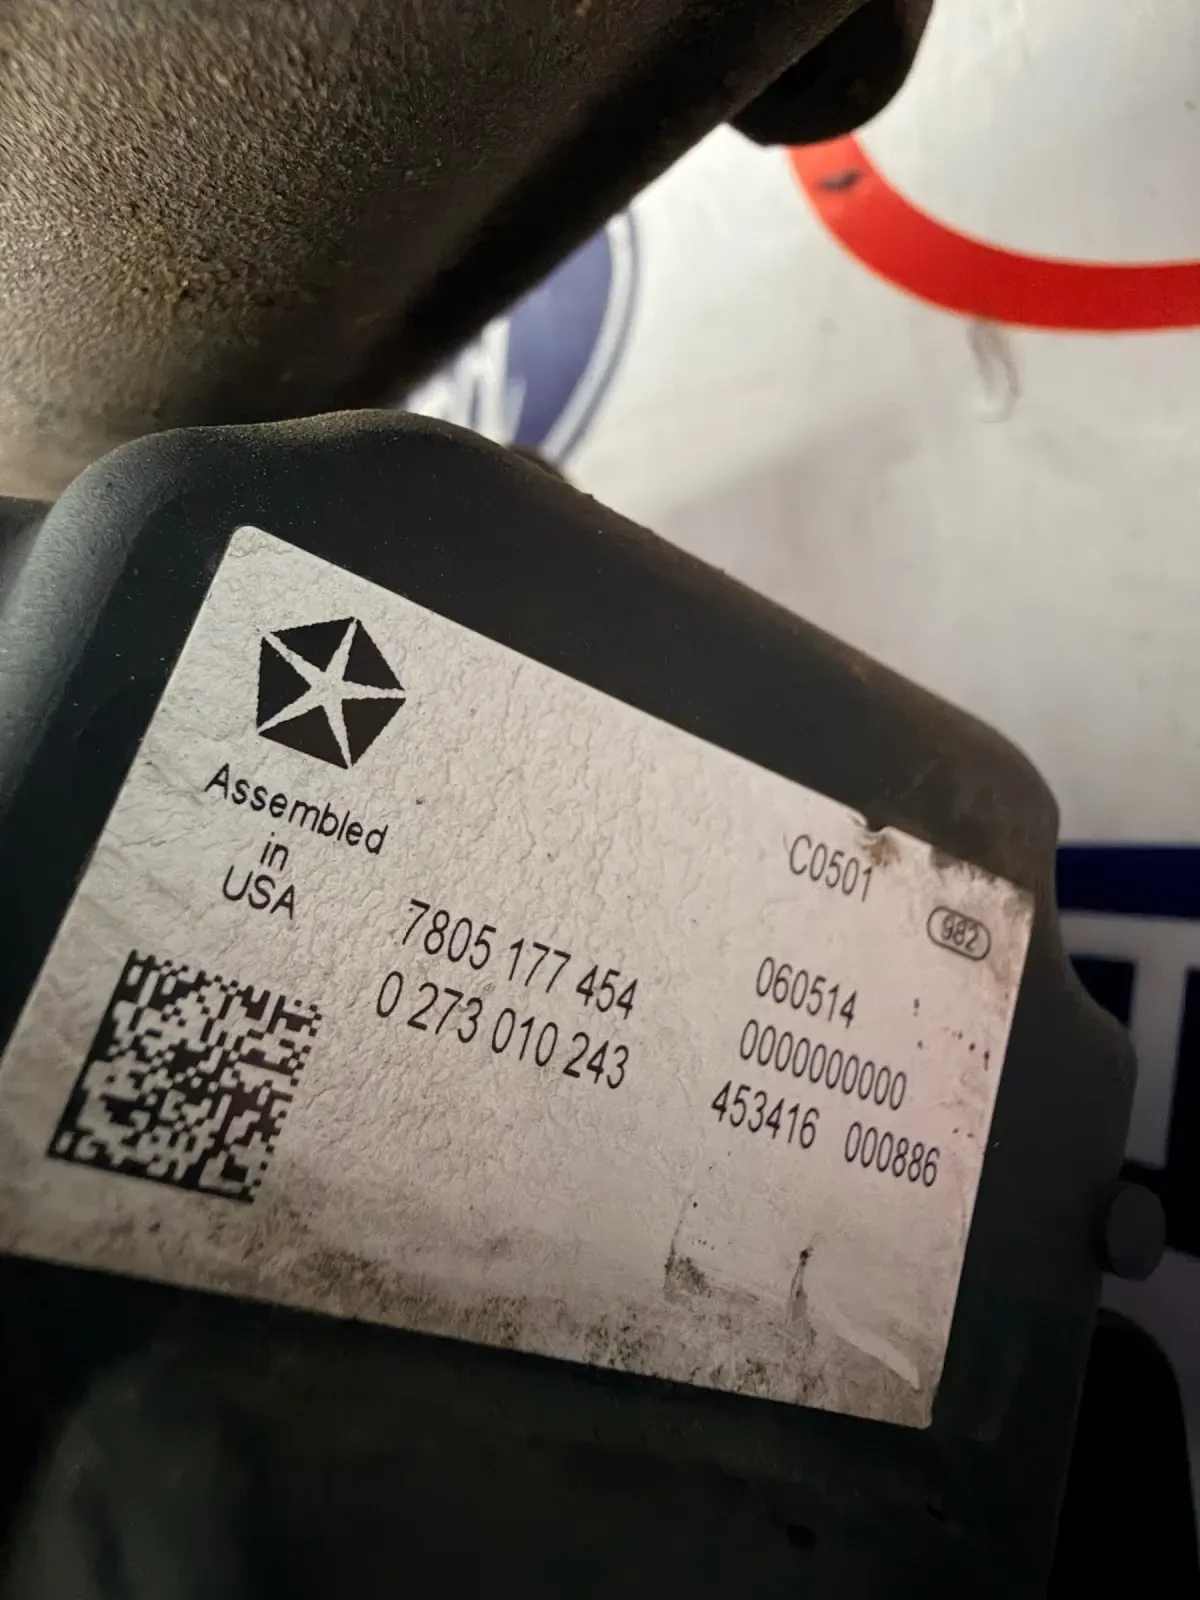 Assembled
in
USA
C0501
982
7805 177 454
060514
0 273 010 243
0000000000
453416 000886